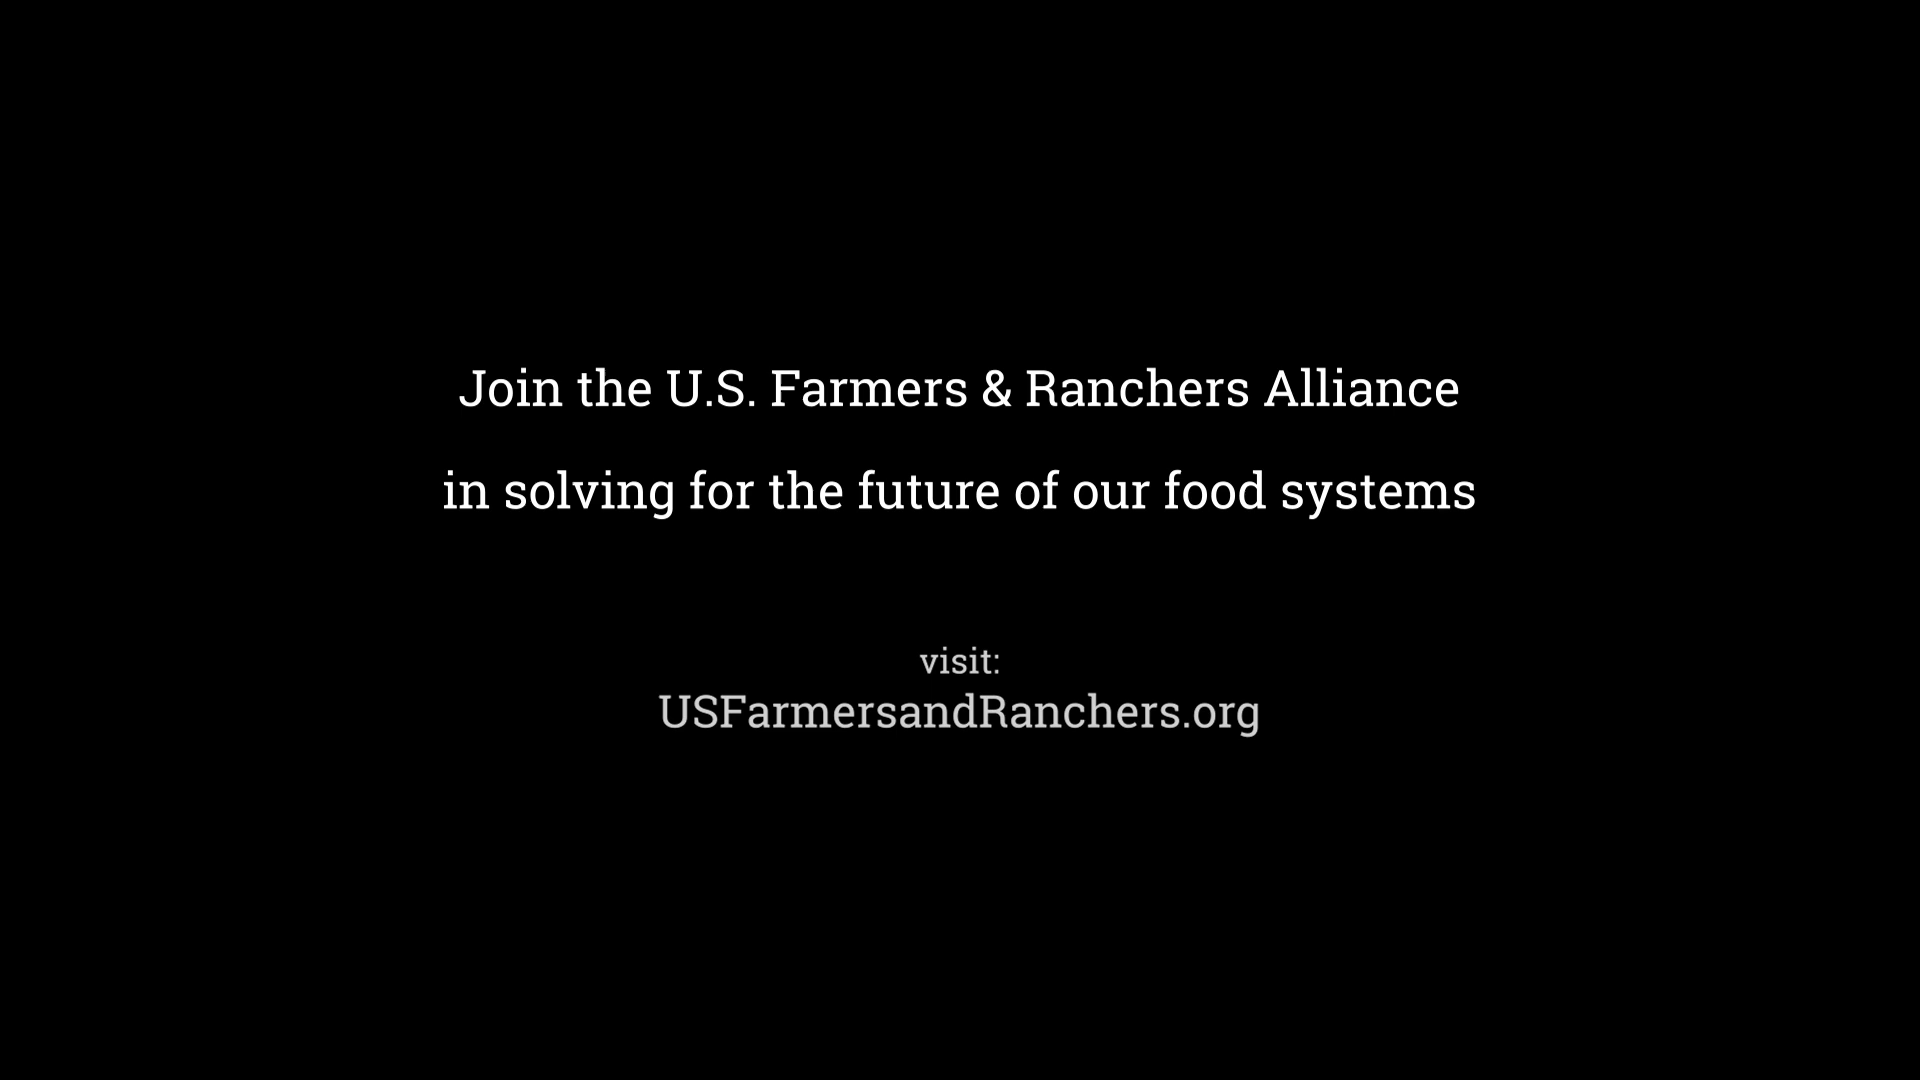 Join the U.S. Farmers & Ranchers Alliance
in solving for the future of our food systems
visit:
USFarmersandRanchers.org